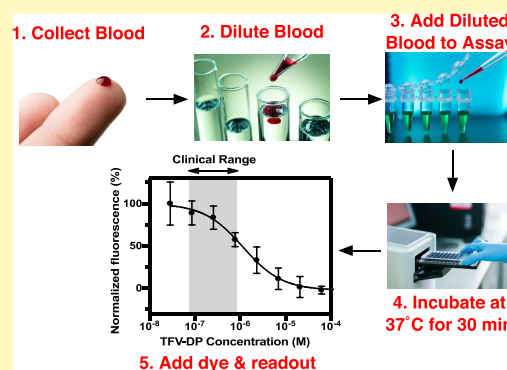 1. Collect Blood
2. Dilute Blood
3. Add Diluted
Blood to Assay
Clinical Range
Normalized fluorescence (%)
100
50
0
10-8
10-7
10-6
10-5
10-4
TFV-DP Concentration (M)
4. Incubate at
37°C for 30 min
5. Add dye & readout